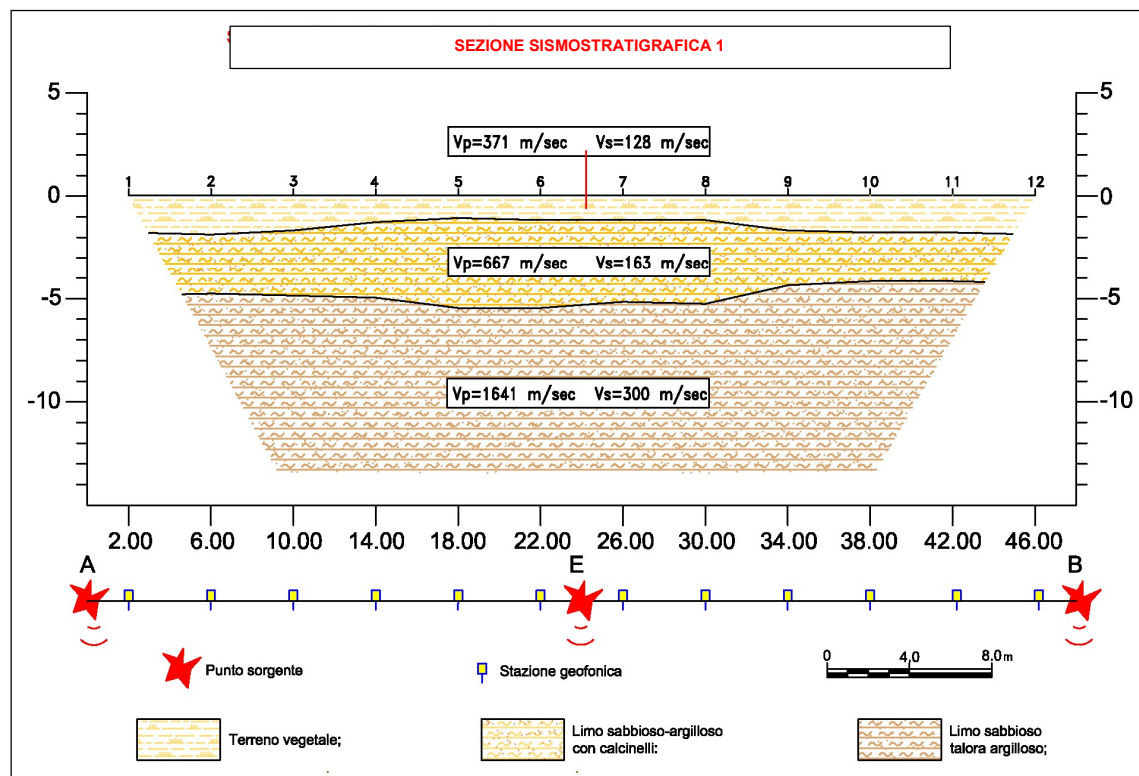 SEZIONE SISMOSTRATIGRAFICA 1
5 5
Vp=371 m/sec Vs=128 m/sec
1 2 3 4 5 6 7 8 9 10 11 12
0 0
Vp=667 m/sec Vs=163 m/sec
-5 -5
Vp=1641 m/sec Vs=300 m/sec
-10 -10
2.00 6.00 10.00 14.00 18.00 22.00 26.00 30.00 34.00 38.00 42.00 46.00
A E B
Punto sorgente Stazione geofonica 0 4.0 8.0 m
Terreno vegetale; Limo sabbioso-argilloso Limo sabbioso
con calcinelli: talora argilloso;